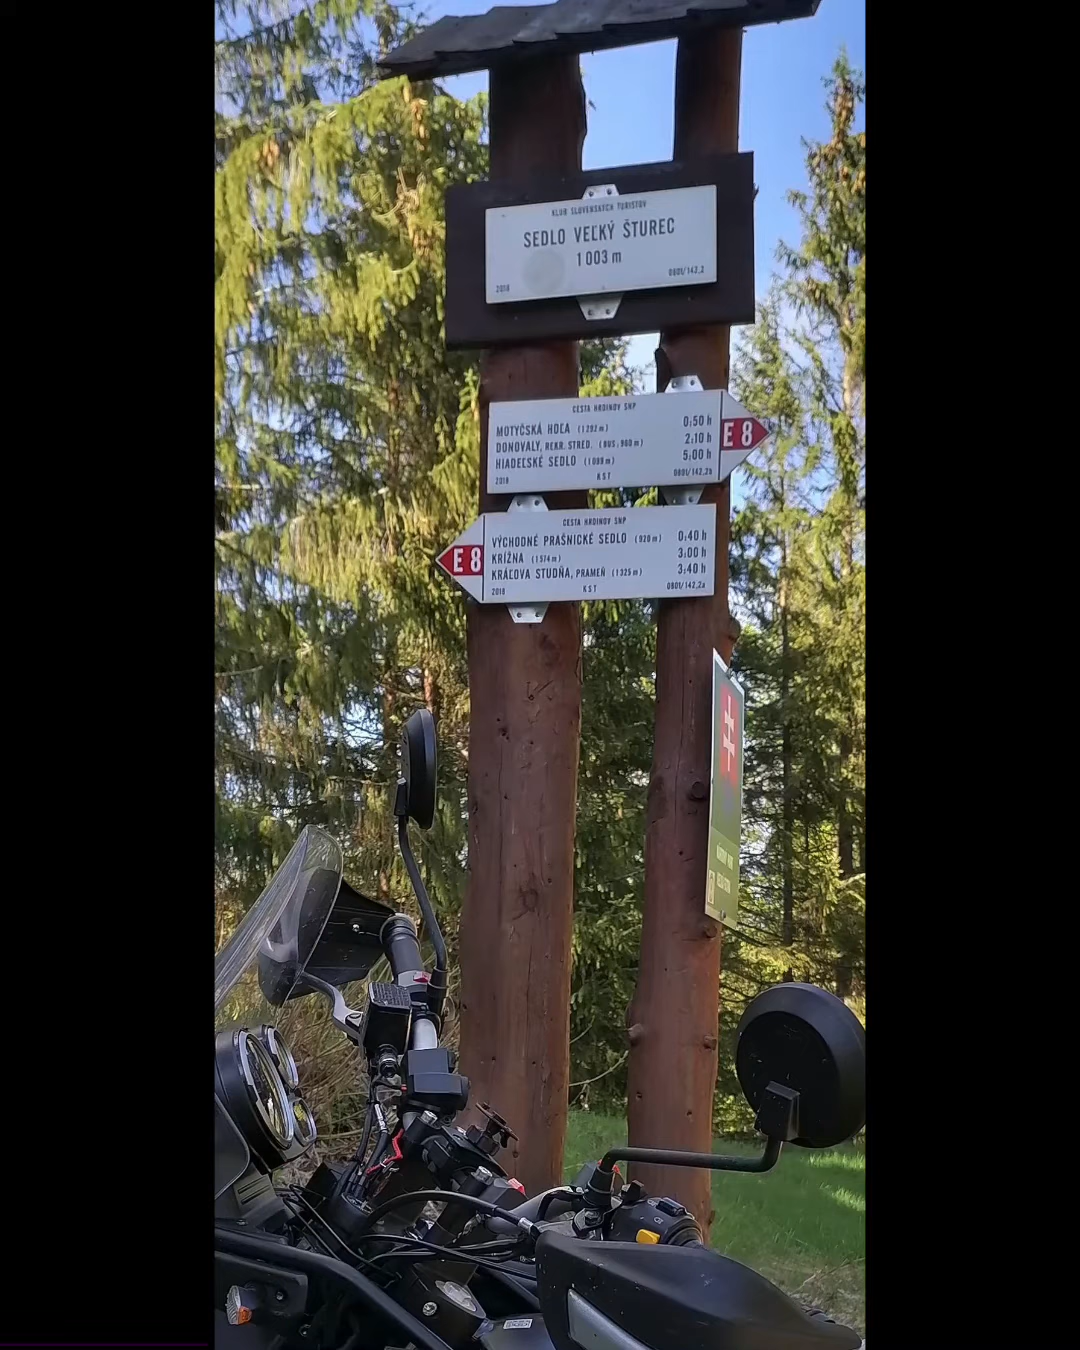 KLUB SLOVENSKÝCH TURISTOV
SEDLO VEĽKÝ ŠTUREC
1003 m
2018
0801/142,2
CESTA HRDINOV SNP
MOTYČSKÁ HOĽA (1292 m) 0:50 h
DONOVALY, REKR. STRED. (BUS, 960 m) 2:10 h
HIADEĽSKÉ SEDLO (1099 m) 5:00 h
2018 KST 0801/142,2b
E 8
CESTA HRDINOV SNP
VÝCHODNÉ PRAŠNICKÉ SEDLO (920 m) 0:40 h
KRÍŽNA (1574 m) 3:00 h
KRÁĽOVA STUDŇA, PRAMEŇ (1325 m) 3:40 h
2018 KST 0801/142,2a
E 8